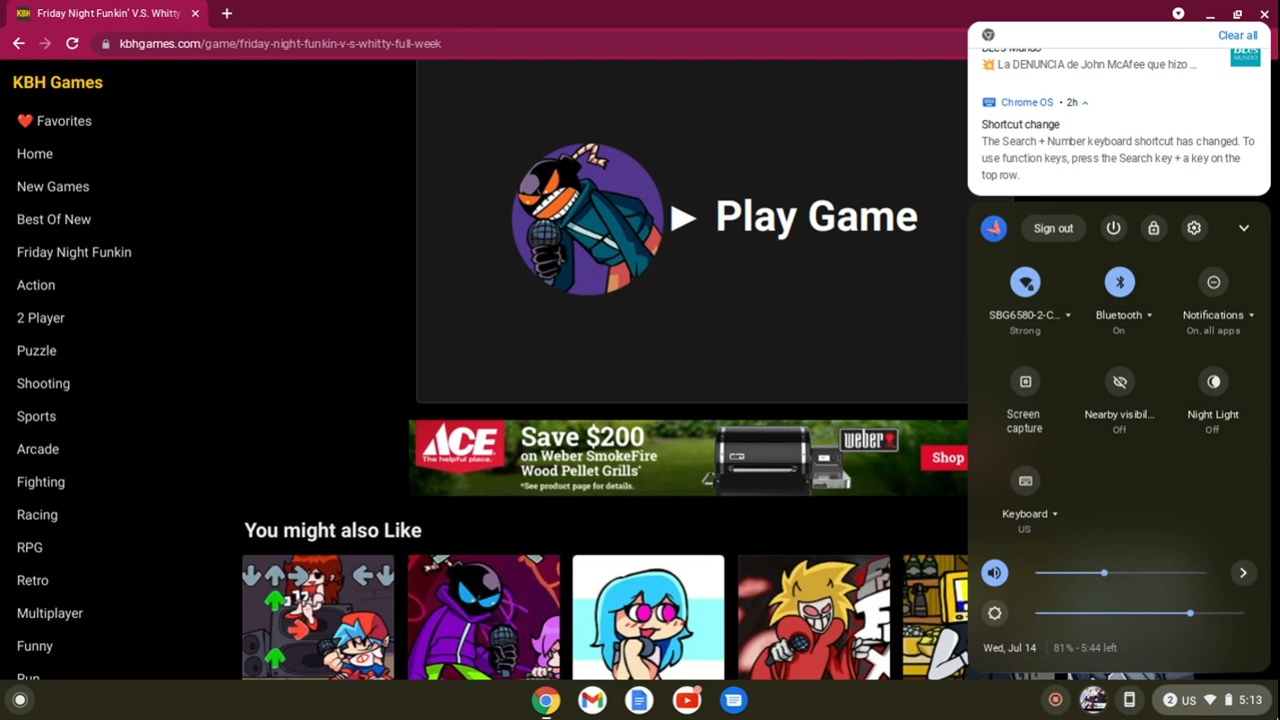 KBH Friday Night Funkin' V.S. Whitty
kbhgames.com/game/friday-night-funkin-v-s-whitty-full-week
KBH Games
Favorites
Home
New Games
Best Of New
Friday Night Funkin
Action
2 Player
Puzzle
Shooting
Sports
Arcade
Fighting
Racing
RPG
Retro
Multiplayer
Funny
Run
Play Game
ACE
The helpful place.
Save $200
on Weber SmokeFire
Wood Pellet Grills*
*See product page for details.
weber
Shop
You might also Like
Clear all
BLes Mundo
💥 La DENUNCIA de John McAfee que hizo ...
MUNDO
Chrome OS • 2h
Shortcut change
The Search + Number keyboard shortcut has changed. To
use function keys, press the Search key + a key on the
top row.
Sign out
SBG6580-2-C...
Strong
Bluetooth
On
Notifications
On, all apps
Screen
capture
Nearby visibil...
Off
Night Light
Off
Keyboard
US
Wed, Jul 14
81% - 5:44 left
2 US 5:13